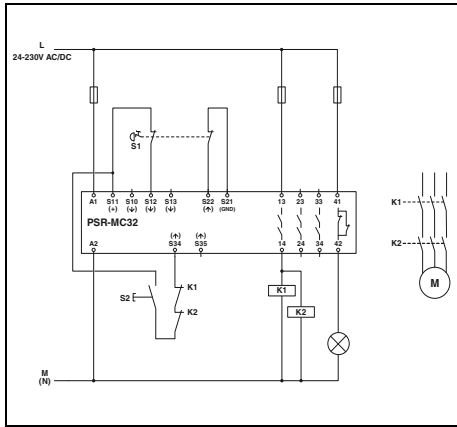 L
24-230V AC/DC
S1
A1 S11 S10 S12 S13 S22 S21 13 23 33 41
(+) (↓) (↓) (↓) (↑) (GND)
PSR-MC32
(↑) (↑)
A2 S34 S35 14 24 34 42
K1
K2
M
S2
K1
K2
K1
K2
M
(N)